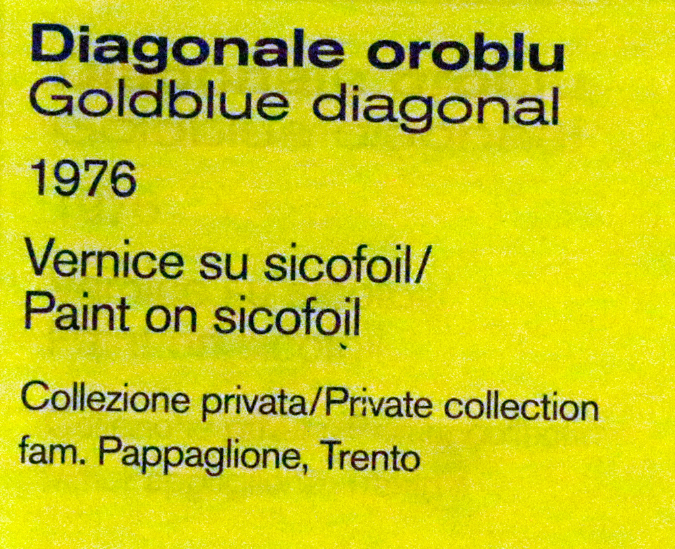 Diagonale oroblu
Goldblue diagonal
1976
Vernice su sicofoil/
Paint on sicofoil
Collezione privata/Private collection
fam. Pappaglione, Trento